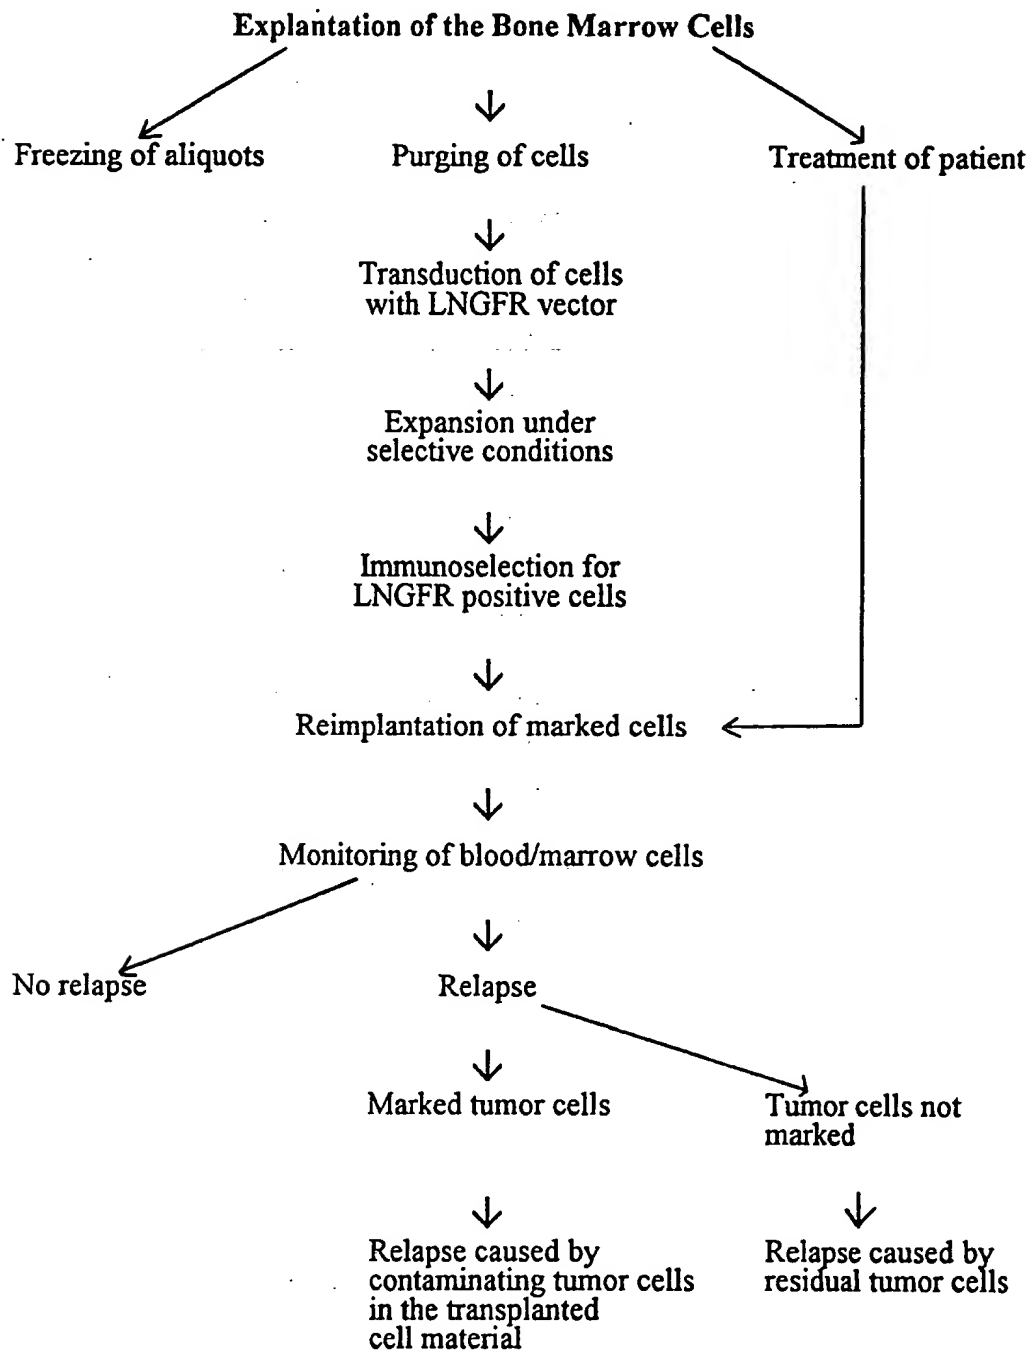 Explantation of the Bone Marrow Cells
Freezing of aliquots
Purging of cells
Treatment of patient
Transduction of cells
with LNGFR vector
Expansion under
selective conditions
Immunoselection for
LNGFR positive cells
Reimplantation of marked cells
Monitoring of blood/marrow cells
No relapse
Relapse
Marked tumor cells
Tumor cells not
marked
Relapse caused by
contaminating tumor cells
in the transplanted
cell material
Relapse caused by
residual tumor cells